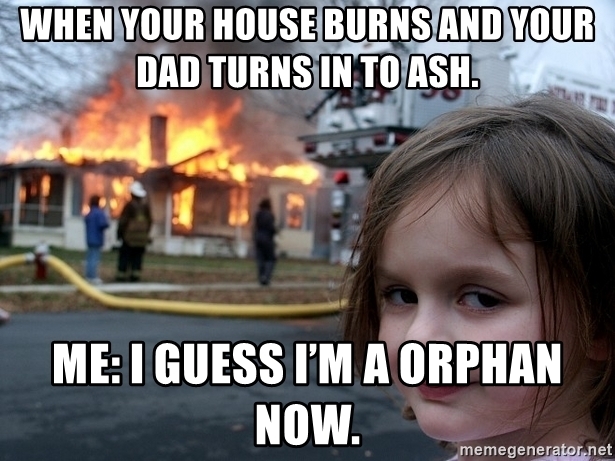 WHEN YOUR HOUSE BURNS AND YOUR
DAD TURNS IN TO ASH.
ME: I GUESS I'M A ORPHAN
NOW.
memegenerator.net